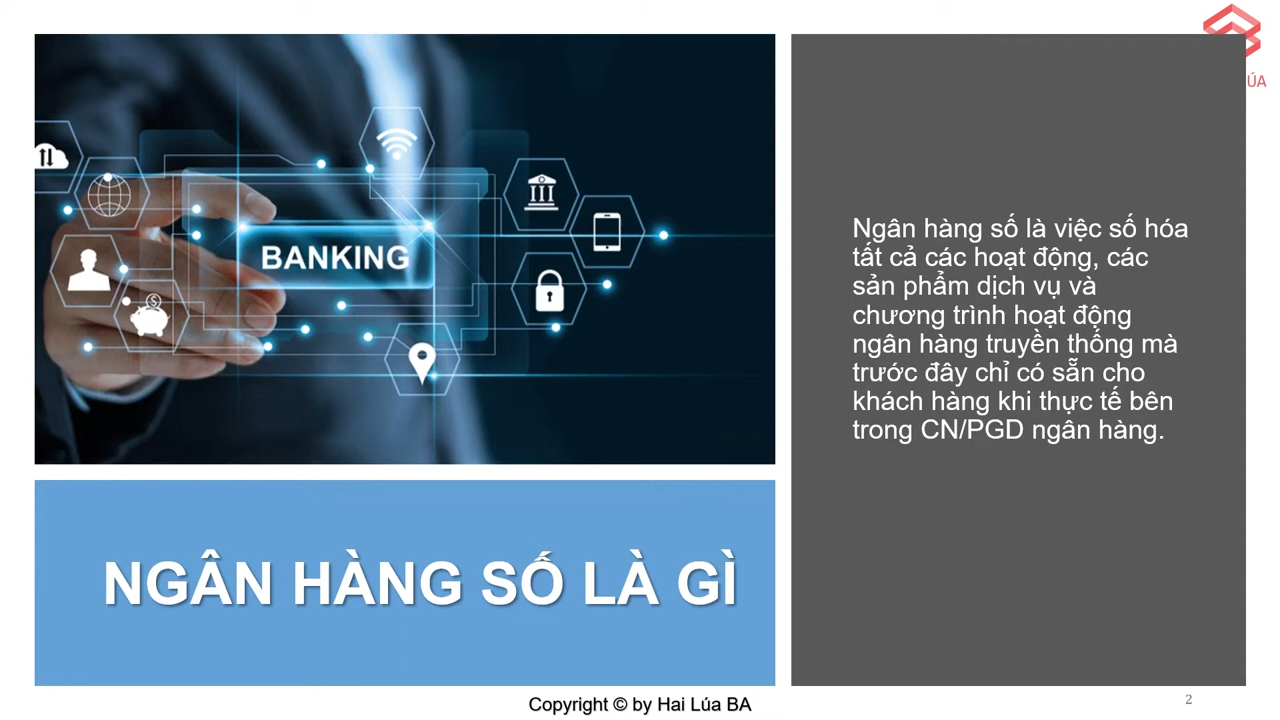 BANKING
NGÂN HÀNG SỐ LÀ GÌ
Ngân hàng số là việc số hóa
tất cả các hoạt động, các
sản phẩm dịch vụ và
chương trình hoạt động
ngân hàng truyền thống mà
trước đây chỉ có sẵn cho
khách hàng khi thực tế bên
trong CN/PGD ngân hàng.
ÚA
Copyright © by Hai Lúa BA
2